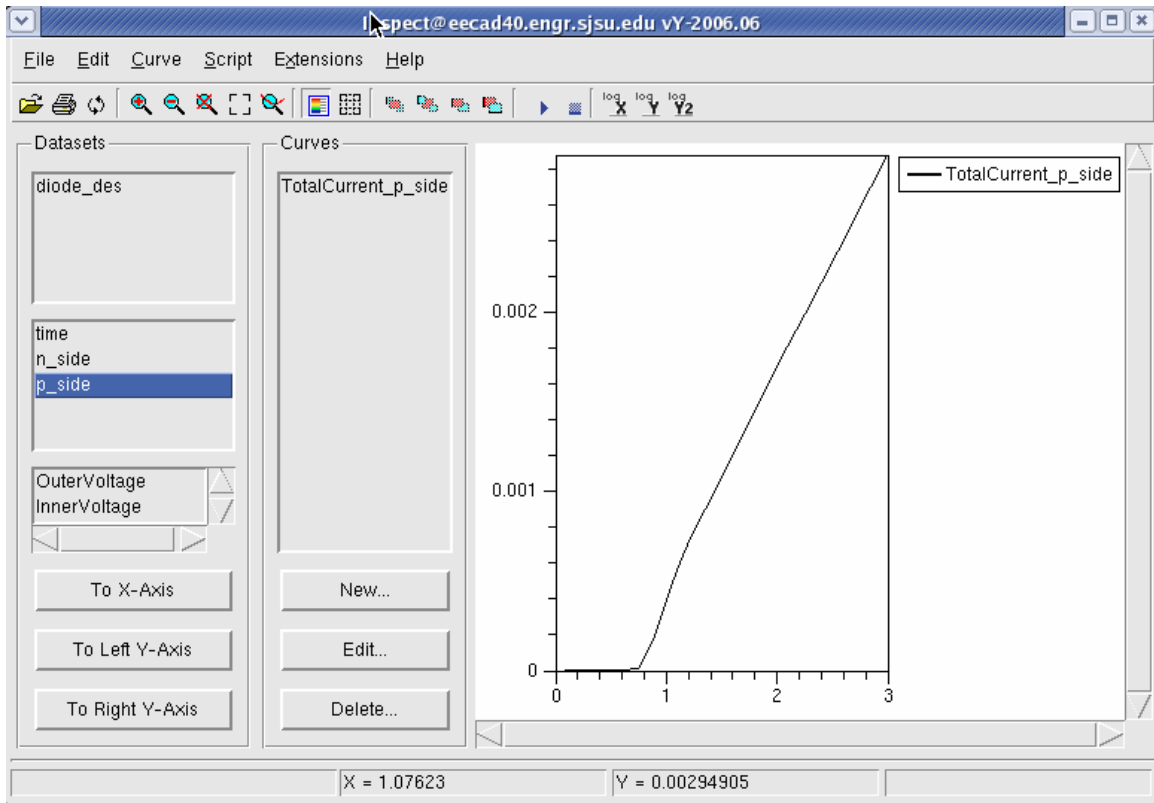 Inspect@eecad40.engr.sjsu.edu vY-2006.06
File Edit Curve Script Extensions Help
log X log Y log Y2
Datasets
diode_des
time
n_side
p_side
OuterVoltage
InnerVoltage
To X-Axis
To Left Y-Axis
To Right Y-Axis
Curves
TotalCurrent_p_side
New...
Edit...
Delete...
TotalCurrent_p_side
0.002
0.001
0
0 1 2 3
X = 1.07623
Y = 0.00294905